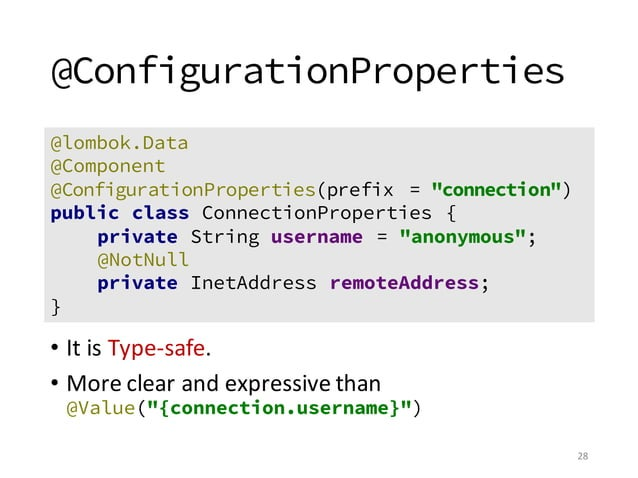 @ConfigurationProperties
@lombok.Data
@Component
@ConfigurationProperties(prefix = "connection")
public class ConnectionProperties {
private String username = "anonymous";
@NotNull
private InetAddress remoteAddress;
}
• It is Type-safe.
• More clear and expressive than
@Value("{connection.username}")
28